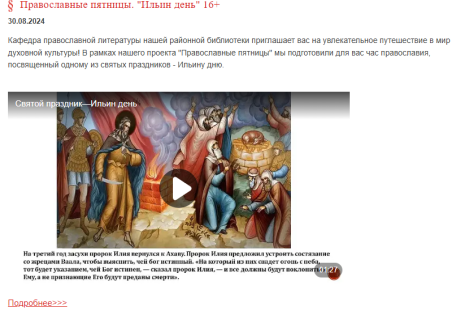 § Православные пятницы. "Ильин день" 16+
30.08.2024
Кафедра православной литературы нашей районной библиотеки приглашает вас на увлекательное путешествие в мир
духовной культуры! В рамках нашего проекта "Православные пятницы" мы подготовили для вас час православия,
посвященный одному из святых праздников - Ильину дню.
Святой праздник—Ильин день
На третий год засухи пророк Илия вернулся к Ахаву. Пророк Илия предложил устроить состязание
со жрецами Ваала, чтобы выяснить, чей бог истинный. «На который из них сидет огонь с неба,
тот будет указанием, чей Бог истинен, — сказал пророк Илия, — и все должны будут поклонит
Ему, а не признающие Его будут преданы смерти».
11:27
Подробнее>>>